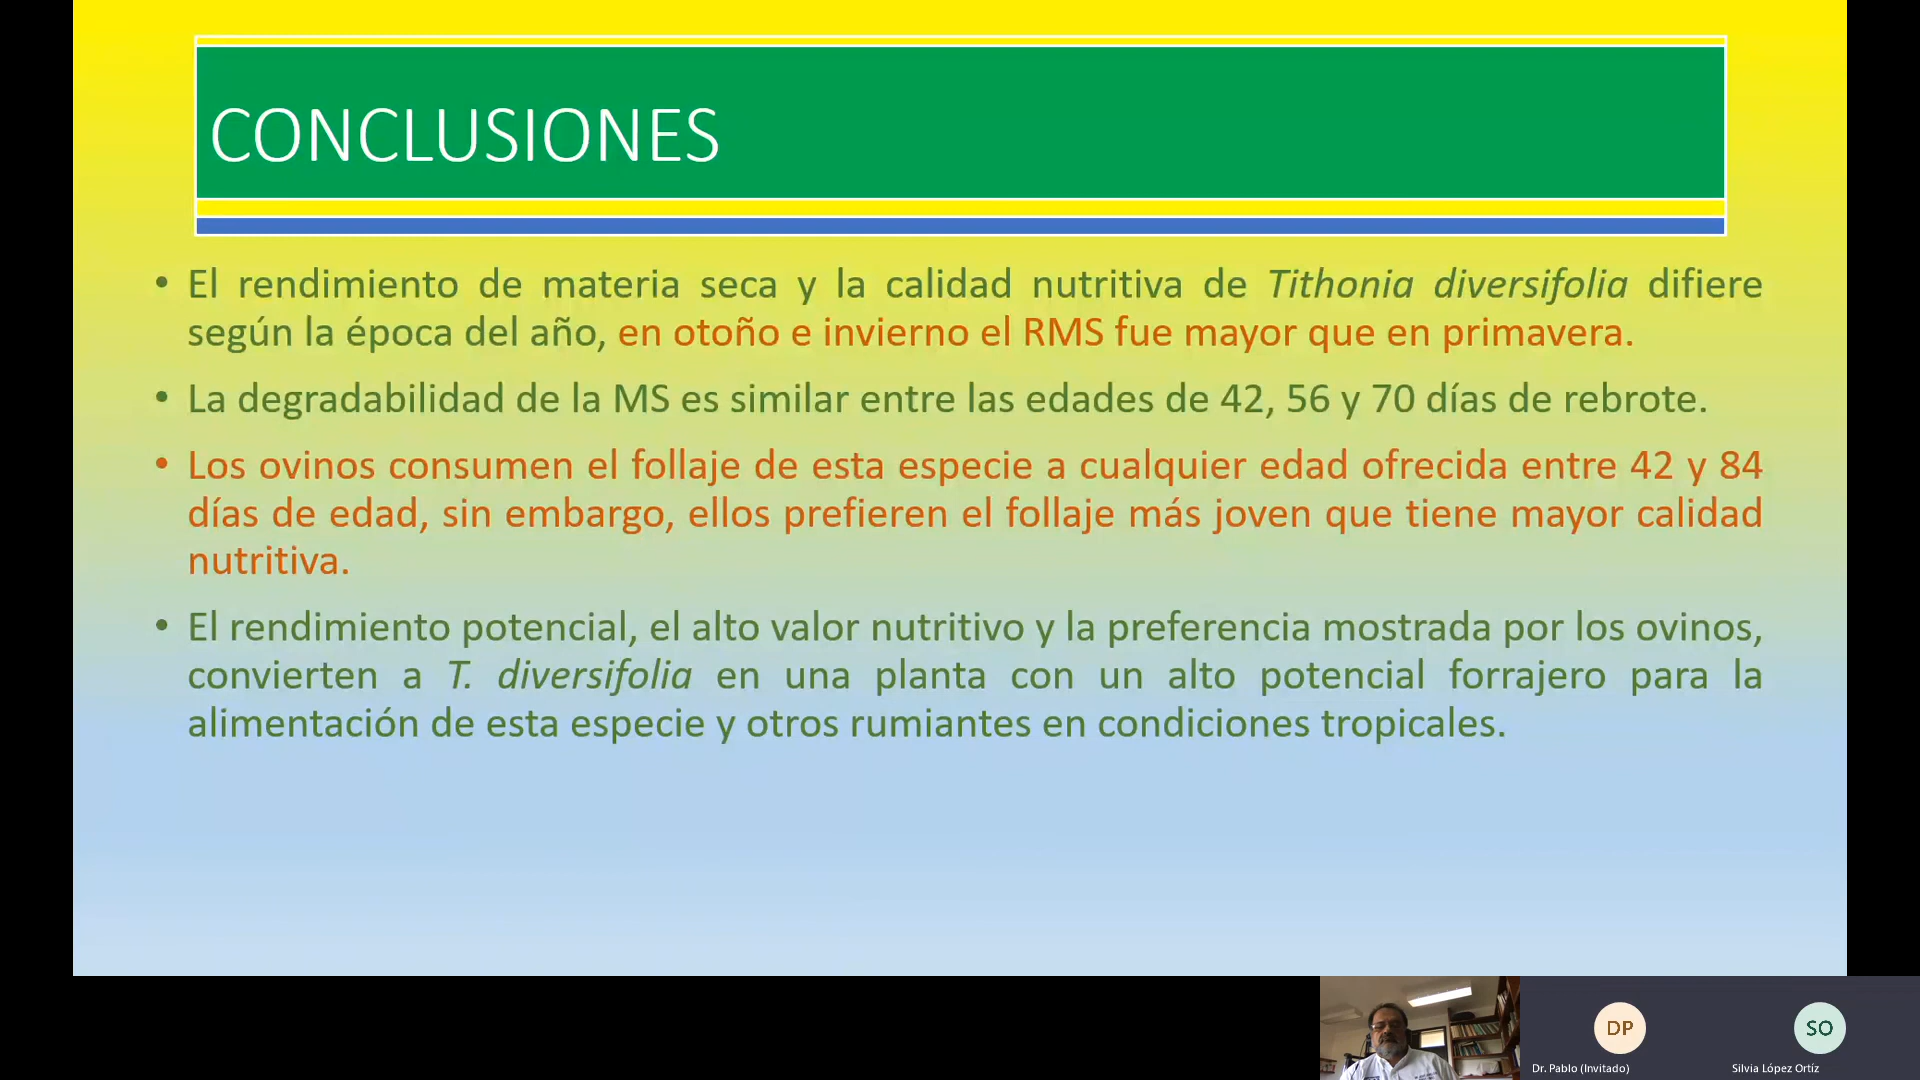 CONCLUSIONES
• El rendimiento de materia seca y la calidad nutritiva de Tithonia diversifolia difiere
según la época del año, en otoño e invierno el RMS fue mayor que en primavera.
• La degradabilidad de la MS es similar entre las edades de 42, 56 y 70 días de rebrote.
• Los ovinos consumen el follaje de esta especie a cualquier edad ofrecida entre 42 y 84
días de edad, sin embargo, ellos prefieren el follaje más joven que tiene mayor calidad
nutritiva.
• El rendimiento potencial, el alto valor nutritivo y la preferencia mostrada por los ovinos,
convierten a T. diversifolia en una planta con un alto potencial forrajero para la
alimentación de esta especie y otros rumiantes en condiciones tropicales.
DP
SO
Dr. Pablo (Invitado)
Silvia López Ortíz